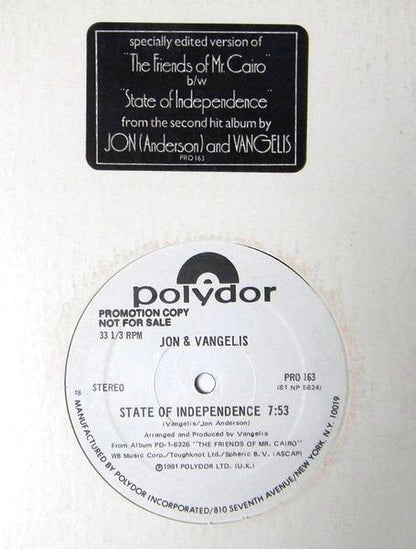 specially edited version of
"The Friends of Mr. Cairo"
b/w
"State of Independence"
from the second hit album by
JON (Anderson) and VANGELIS
PRO 163
polydor
PROMOTION COPY
NOT FOR SALE
33 1/3 RPM
JON & VANGELIS
PRO 163
(81 NP 5624)
18
STEREO
STATE OF INDEPENDENCE 7:53
(Vangelis/Jon Anderson)
Arranged and Produced by Vangelis
From Album PD-1-6326 "THE FRIENDS OF MR. CAIRO"
WB Music Corp./Toughknot Ltd./Spheric B.V. (ASCAP)
Ⓟ1981 POLYDOR LTD. (U.K.)
MANUFACTURED BY POLYDOR INCORPORATED/810 SEVENTH AVENUE/NEW YORK, N.Y. 10019